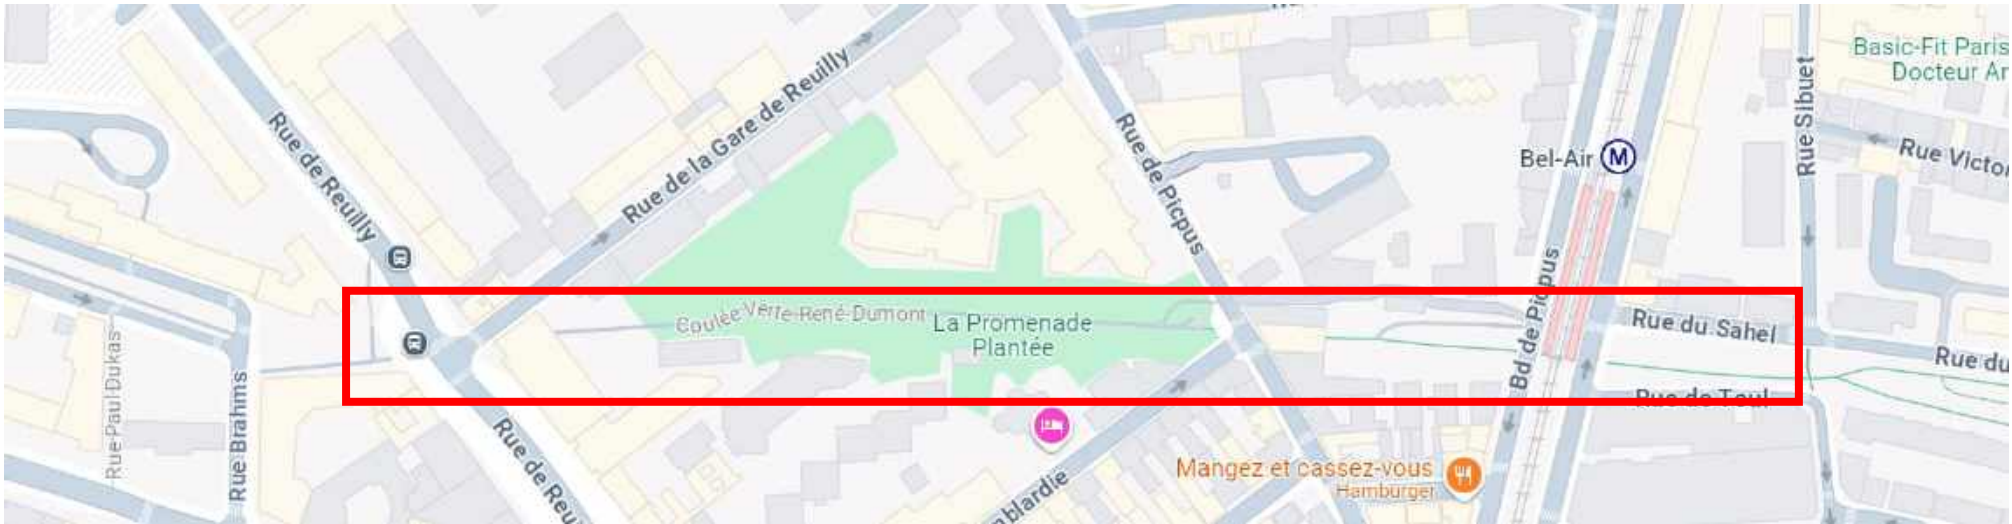 Basic-Fit Paris
Docteur Ar
Rue de Reuilly
Rue de la Gare de Reuilly
Rue de Picpus
Bel-Air
M
Rue Sibuet
Rue Victor
Coulée Verte René-Dumont
La Promenade
Plantée
Bd de Picpus
Rue du Sahel
Rue du
Rue de Toul
Rue Paul Dukas
Rue Brahms
Rue de Reu
Mangez et cassez-vous
Hamburger
blardie